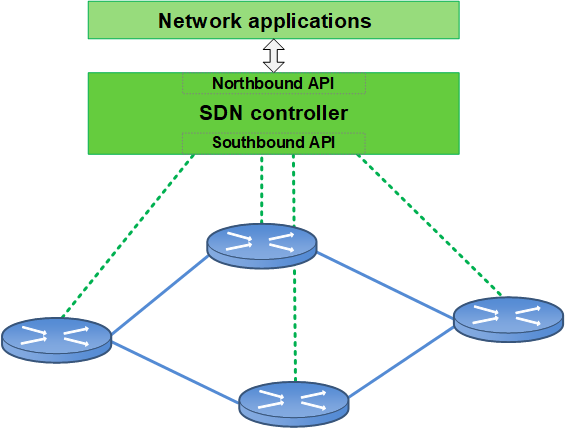 Network applications
Northbound API
SDN controller
Southbound API